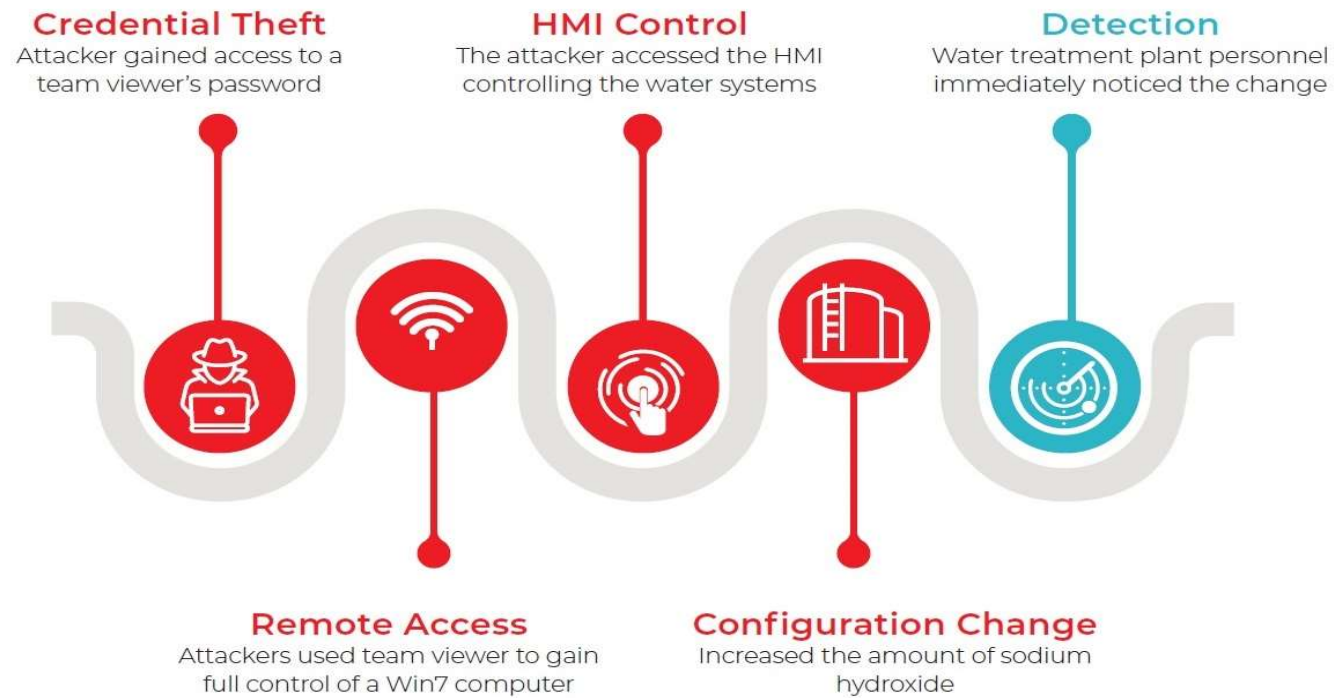 Credential Theft
Attacker gained access to a
team viewer's password
HMI Control
The attacker accessed the HMI
controlling the water systems
Detection
Water treatment plant personnel
immediately noticed the change
Remote Access
Attackers used team viewer to gain
full control of a Win7 computer
Configuration Change
Increased the amount of sodium
hydroxide